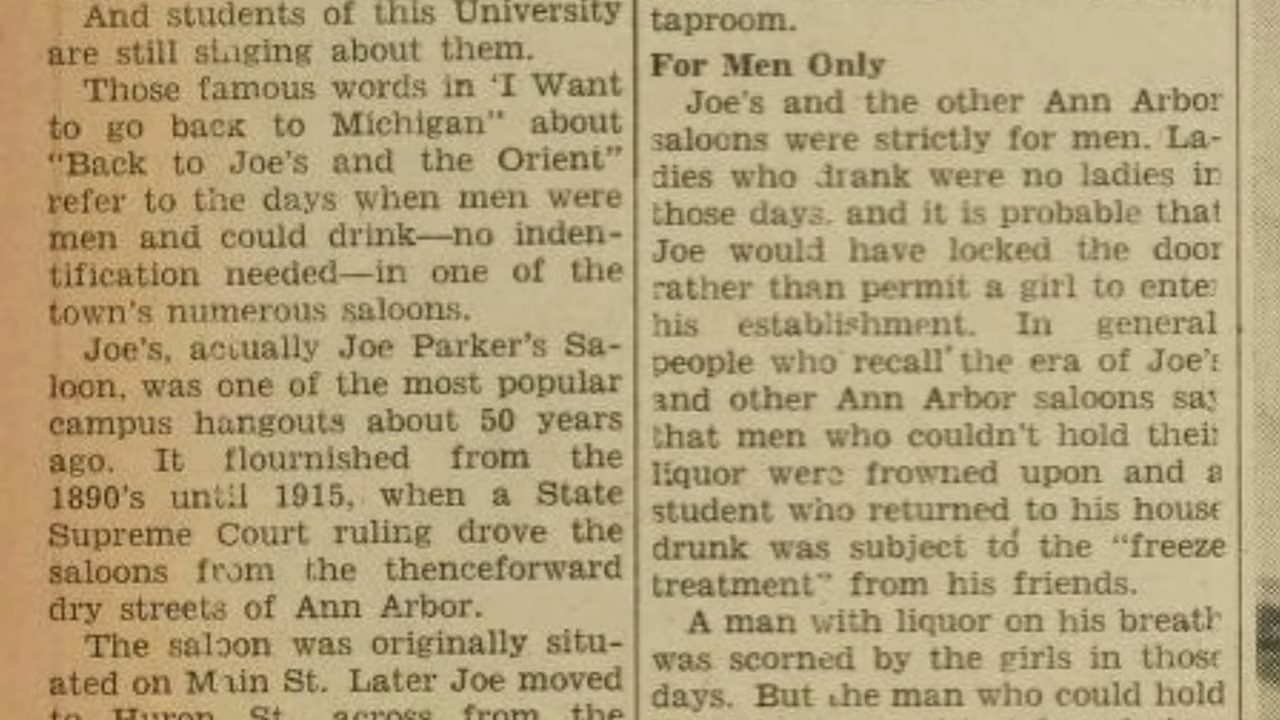 And students of this University
are still singing about them.
Those famous words in 'I Want
to go back to Michigan" about
"Back to Joe's and the Orient"
refer to the days when men were
men and could drink—no inden-
tification needed—in one of the
town's numerous saloons.
Joe's, actually Joe Parker's Sa-
loon, was one of the most popular
campus hangouts about 50 years
ago. It flournished from the
1890's until 1915, when a State
Supreme Court ruling drove the
saloons from the thenceforward
dry streets of Ann Arbor.
The saloon was originally situ-
ated on Main St. Later Joe moved
to Huron St. across from the
taproom.
For Men Only
Joe's and the other Ann Arbor
saloons were strictly for men. La-
dies who drank were no ladies in
those days. and it is probable that
Joe would have locked the door
rather than permit a girl to enter
his establishment. In general
people who recall the era of Joe's
and other Ann Arbor saloons say
that men who couldn't hold their
liquor were frowned upon and a
student who returned to his house
drunk was subject to the "freeze
treatment" from his friends.
A man with liquor on his breath
was scorned by the girls in those
days. But the man who could hold